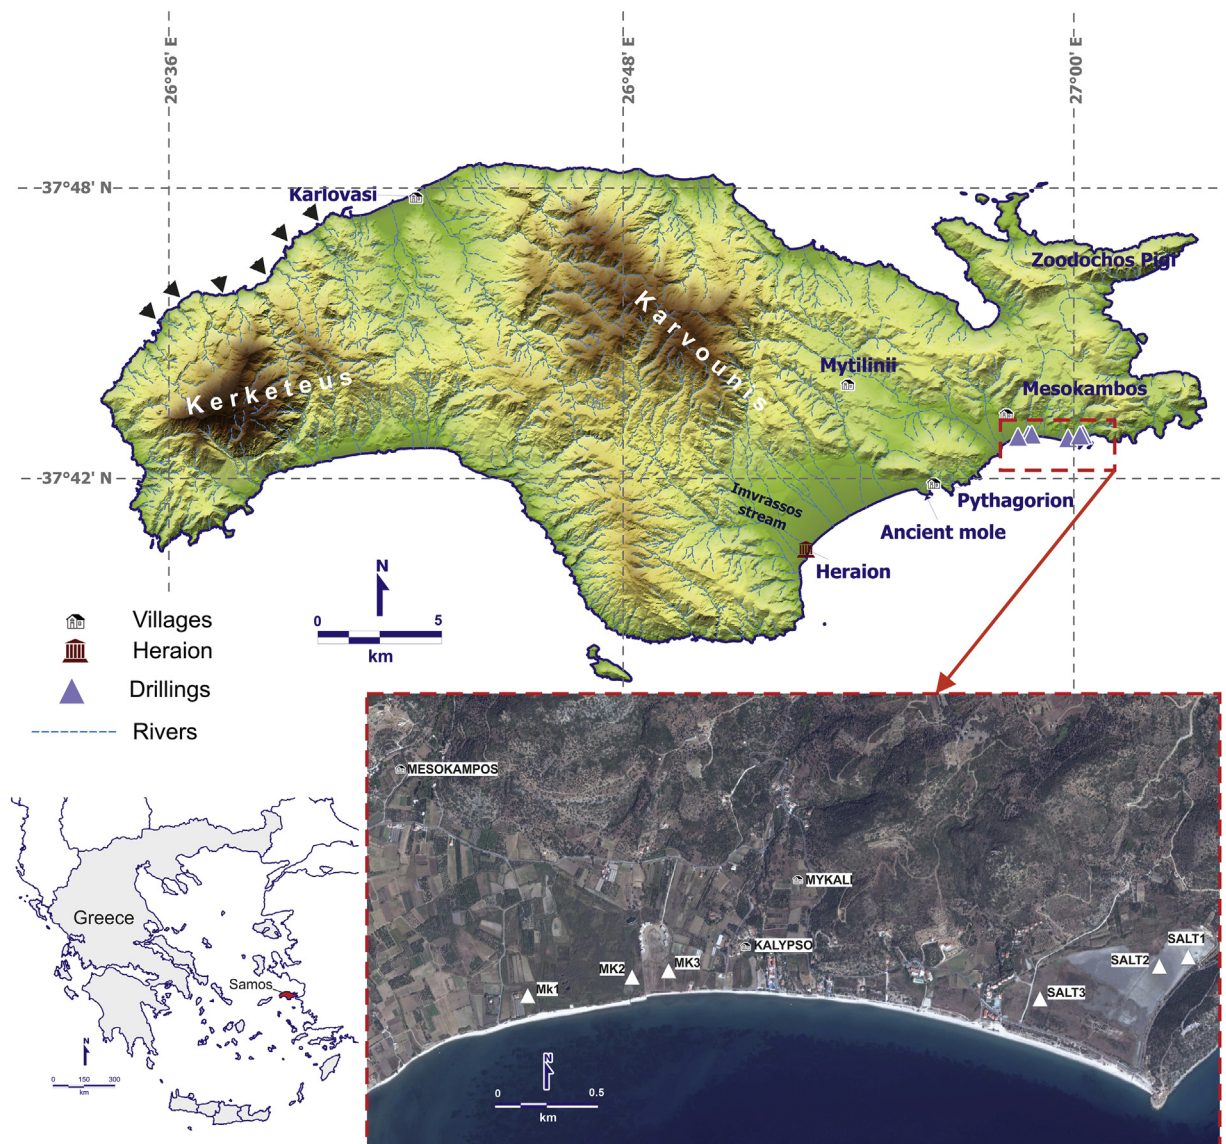 26°36' E
26°48' E
27°00' E
37°48' N
Karlovasi
Zoodochos Pigi
Karvounis
Mytilinii
Kerketeus
Mesokambos
37°42' N
Imvrassos
stream
Pythagorion
Ancient mole
Heraion
N
0 5
km
Villages
Heraion
Drillings
Rivers
MESOKAMPOS
MYKALI
KALYPSO
SALT1
SALT2
MK2
MK3
Mk1
SALT3
N
0 0.5
km
Greece
Samos
N
0 150 300
km